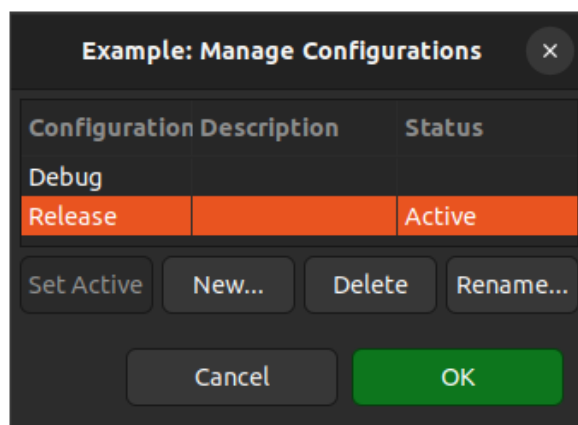 Example: Manage Configurations
Configuration Description Status
Debug
Release Active
Set Active New... Delete Rename...
Cancel OK